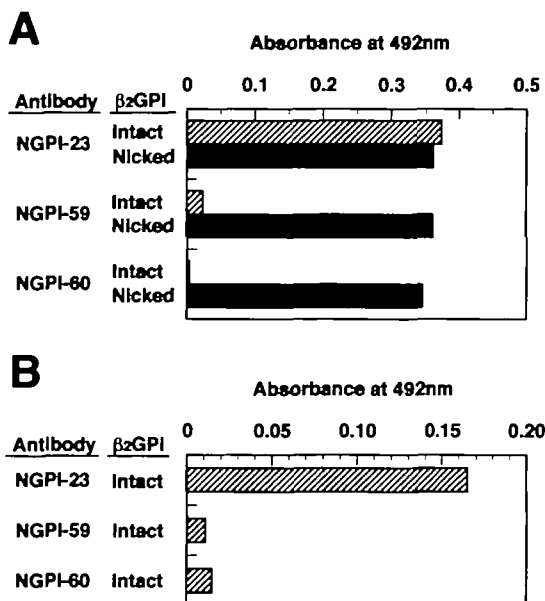 A
Absorbance at 492nm
Antibody β₂GPI 0 0.1 0.2 0.3 0.4 0.5
NGPI-23 Intact
Nicked
NGPI-59 Intact
Nicked
NGPI-60 Intact
Nicked
B
Absorbance at 492nm
Antibody β₂GPI 0 0.05 0.10 0.15 0.20
NGPI-23 Intact
NGPI-59 Intact
NGPI-60 Intact